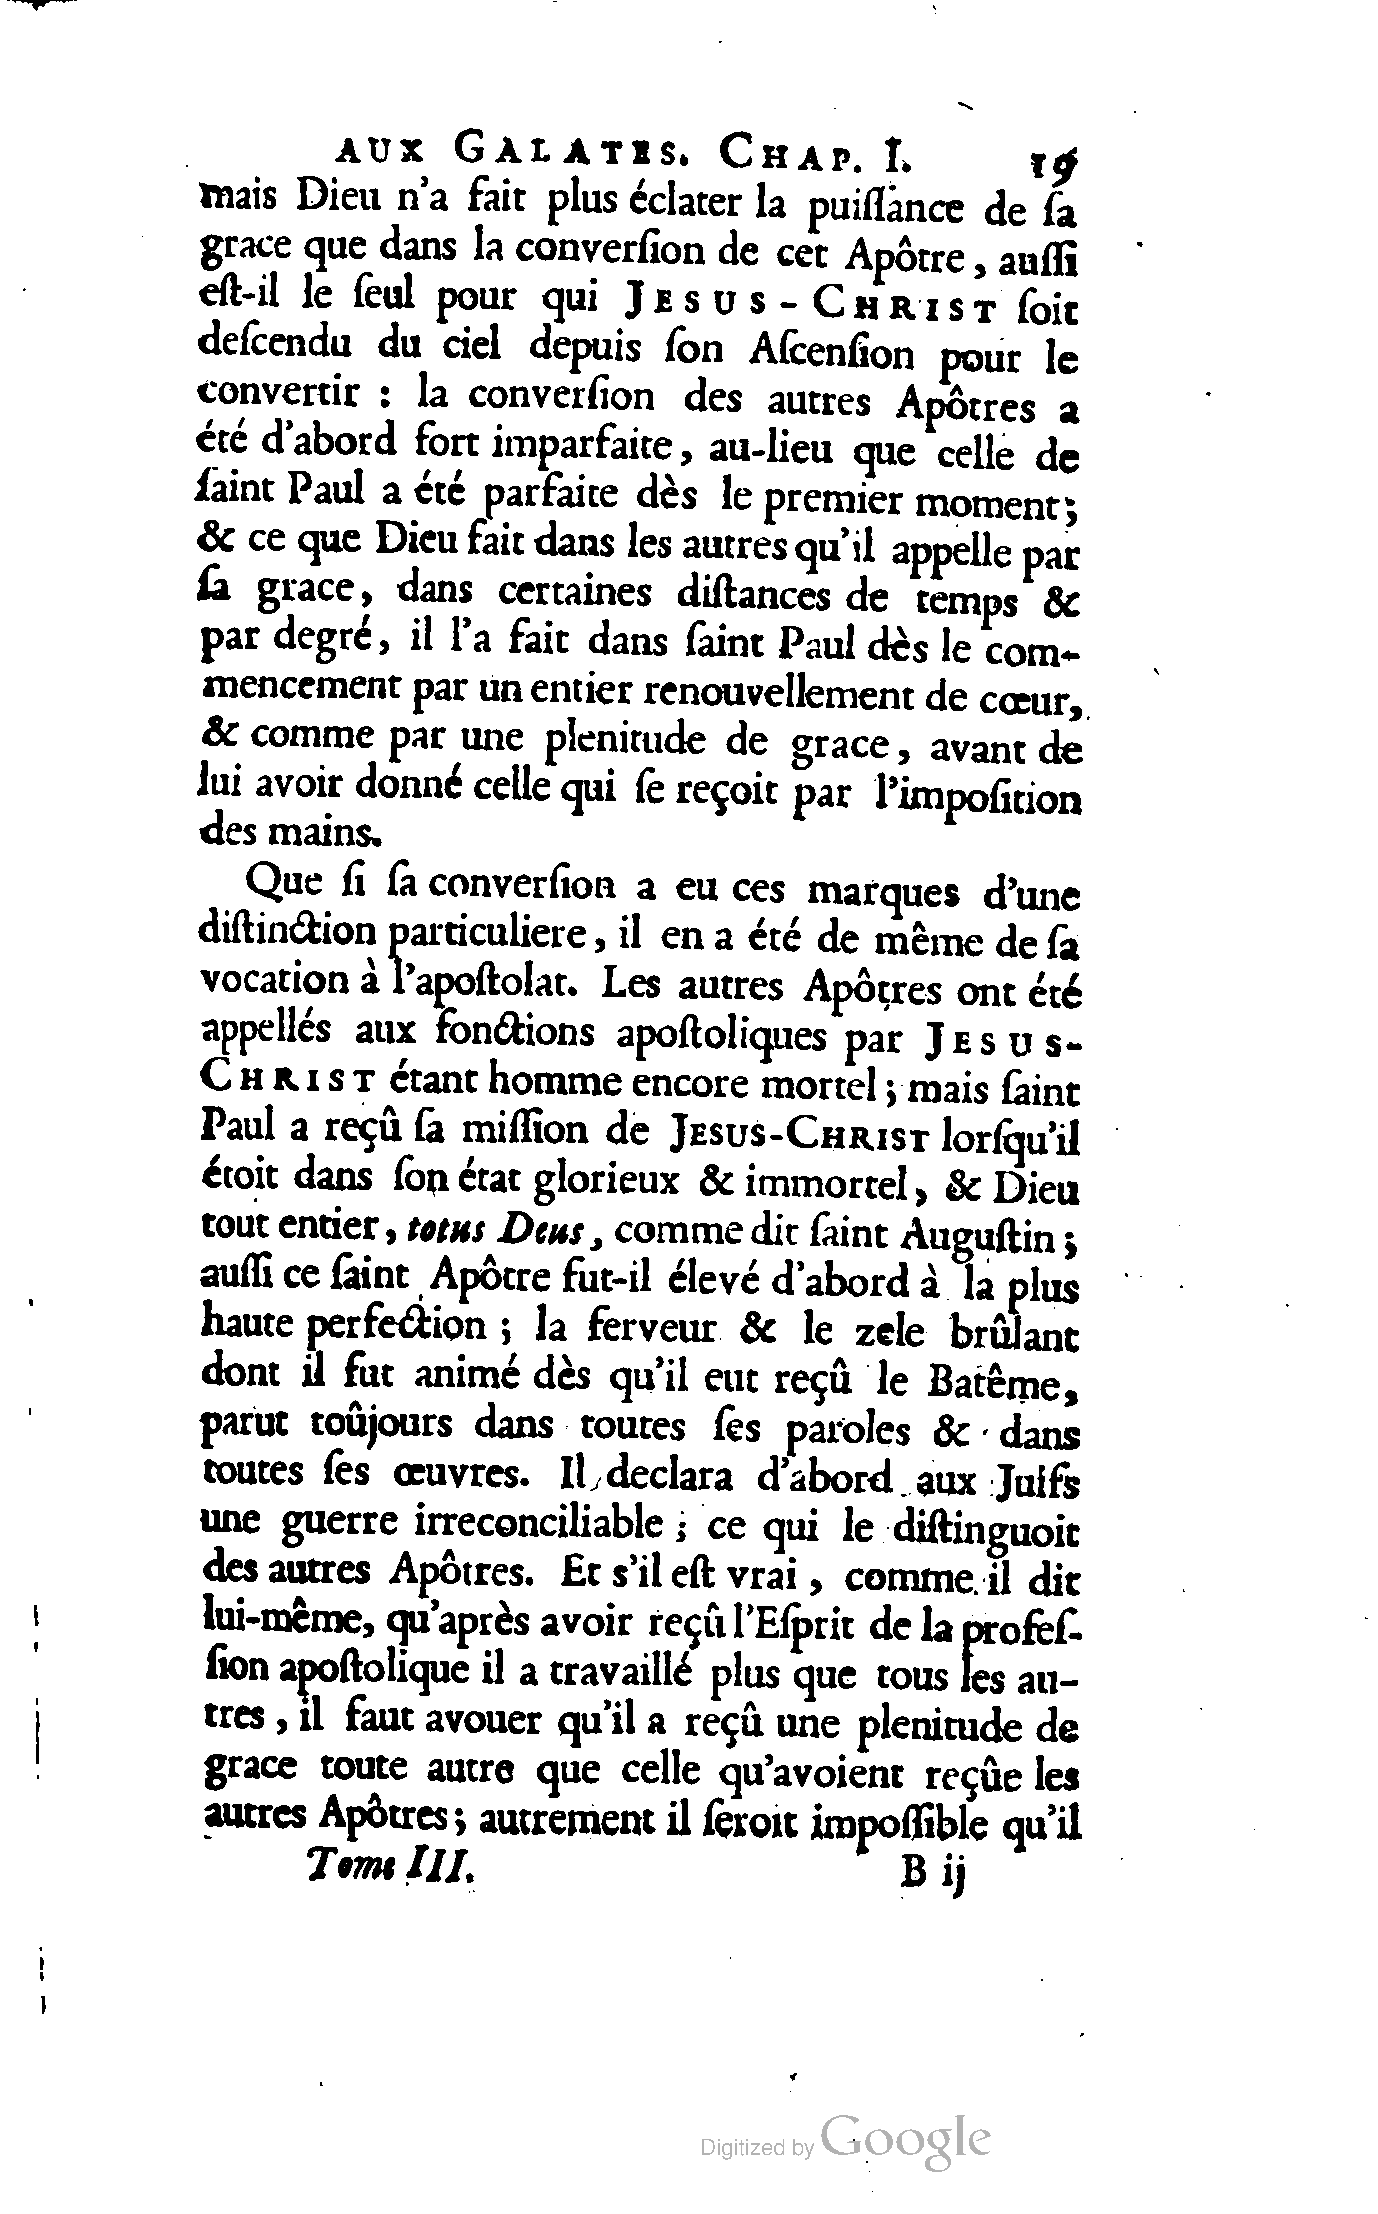 AUX GALATES. CHAP. I. 19
mais Dieu n'a fait plus éclater la puiſſance de ſa
grace que dans la converſion de cet Apôtre, auſſi
eſt-il le ſeul pour qui JESUS-CHRIST ſoit
deſcendu du ciel depuis ſon Aſcenſion pour le
convertir : la converſion des autres Apôtres a
été d'abord fort imparfaite, au-lieu que celle de
ſaint Paul a été parfaite dès le premier moment;
& ce que Dieu fait dans les autres qu'il appelle par
ſa grace, dans certaines diſtances de temps &
par degré, il l'a fait dans ſaint Paul dès le com-
mencement par un entier renouvellement de cœur,
& comme par une plenitude de grace, avant de
lui avoir donné celle qui ſe reçoit par l'impoſition
des mains.
Que ſi ſa converſion a eu ces marques d'une
diſtinction particuliere, il en a été de même de ſa
vocation à l'apoſtolat. Les autres Apôtres ont été
appellés aux fonctions apoſtoliques par JESUS-
CHRIST étant homme encore mortel ; mais ſaint
Paul a reçû ſa miſſion de JESUS-CHRIST lorſqu'il
étoit dans ſon état glorieux & immortel, & Dieu
tout entier, totus Deus, comme dit ſaint Auguſtin ;
auſſi ce ſaint Apôtre fut-il élevé d'abord à la plus
haute perfection ; la ferveur & le zele brûlant
dont il fut animé dès qu'il eut reçû le Batême,
parut toûjours dans toutes ſes paroles & dans
toutes ſes œuvres. Il declara d'abord aux Juifs
une guerre irreconciliable ; ce qui le diſtinguoit
des autres Apôtres. Et s'il eſt vrai, comme il dit
lui-même, qu'après avoir reçû l'Eſprit de la profeſ-
ſion apoſtolique il a travaillé plus que tous les au-
tres, il faut avouer qu'il a reçû une plenitude de
grace toute autre que celle qu'avoient reçûe les
autres Apôtres ; autrement il ſeroit impoſſible qu'il
Tome III. B ij
Digitized by Google